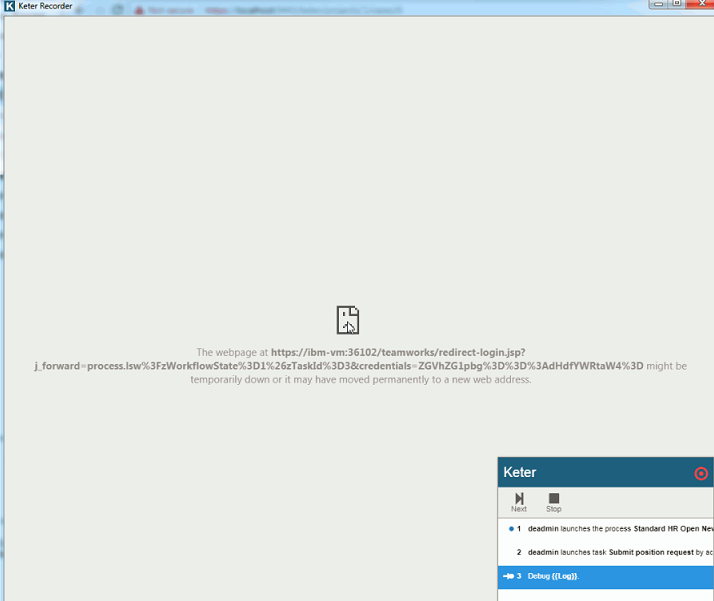 Keter Recorder
Not secure
The webpage at https://ibm-vm:36102/teamworks/redirect-login.jsp?
j_forward=process.lsw%3FzWorkflowState%3D1%26zTaskId%3D3&credentials=ZGVhZG1pbg%3D%3D%3AdHdfYWRtaW4%3D might be
temporarily down or it may have moved permanently to a new web address.
Keter
Next Stop
1 deadmin launches the process Standard HR Open New
2 deadmin launches task Submit position request by ac
3 Debug {{Log}}.